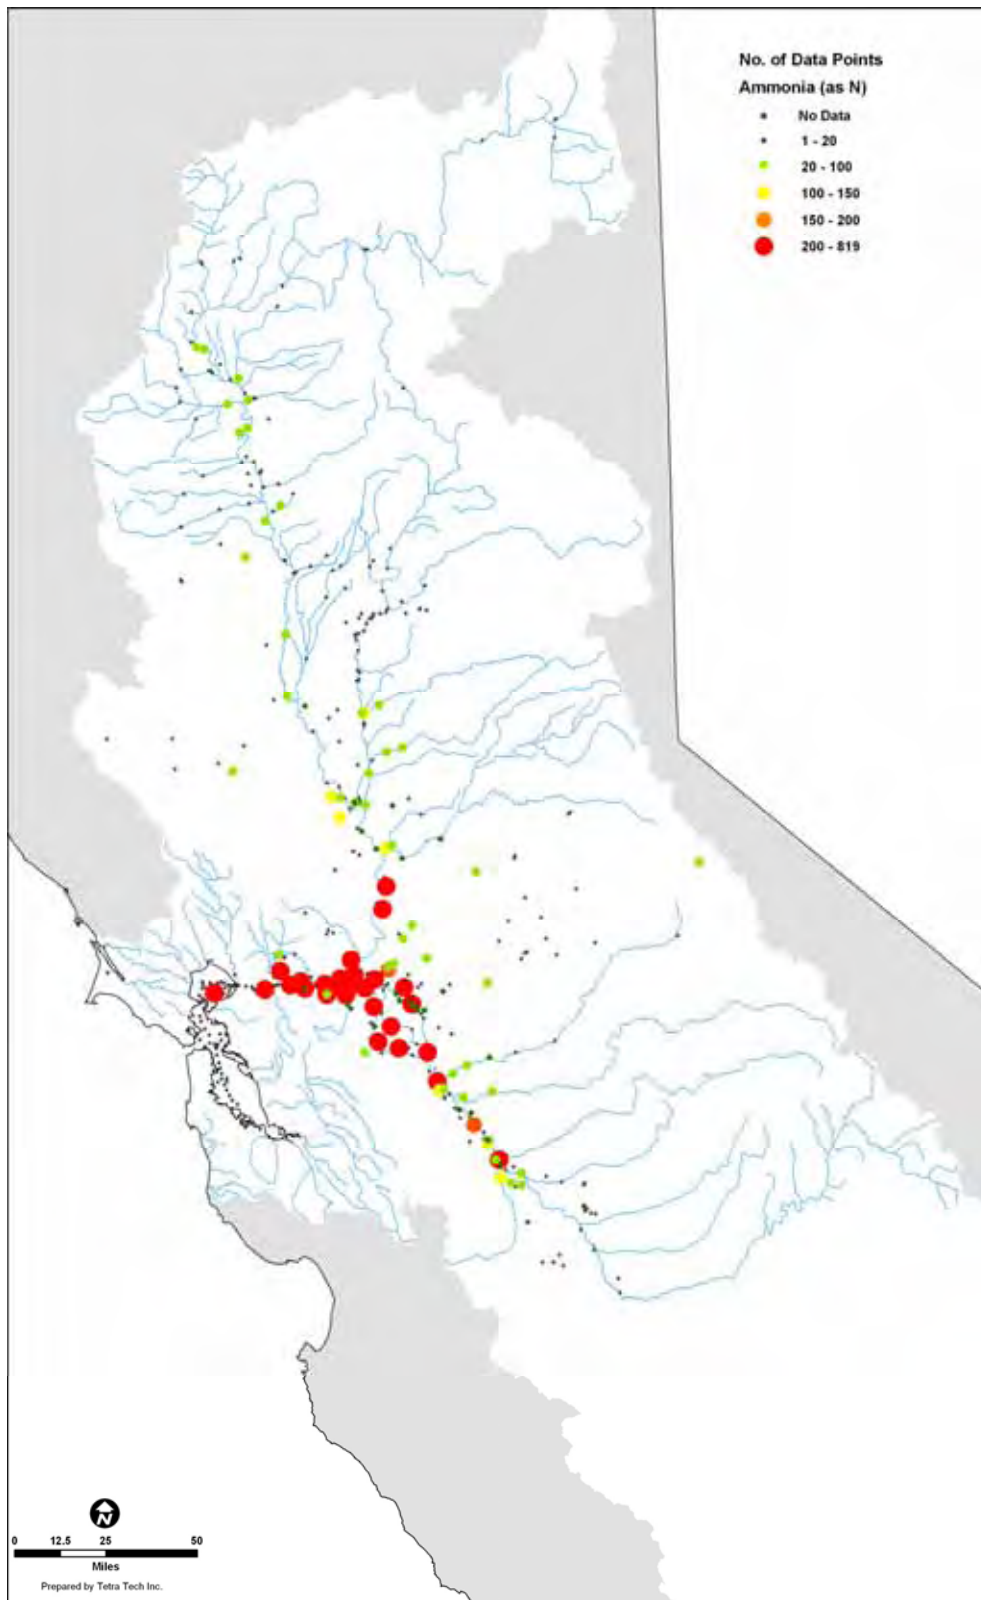 No. of Data Points
Ammonia (as N)
No Data
1 - 20
20 - 100
100 - 150
150 - 200
200 - 819
N
0 12.5 25 50
Miles
Prepared by Tetra Tech Inc.